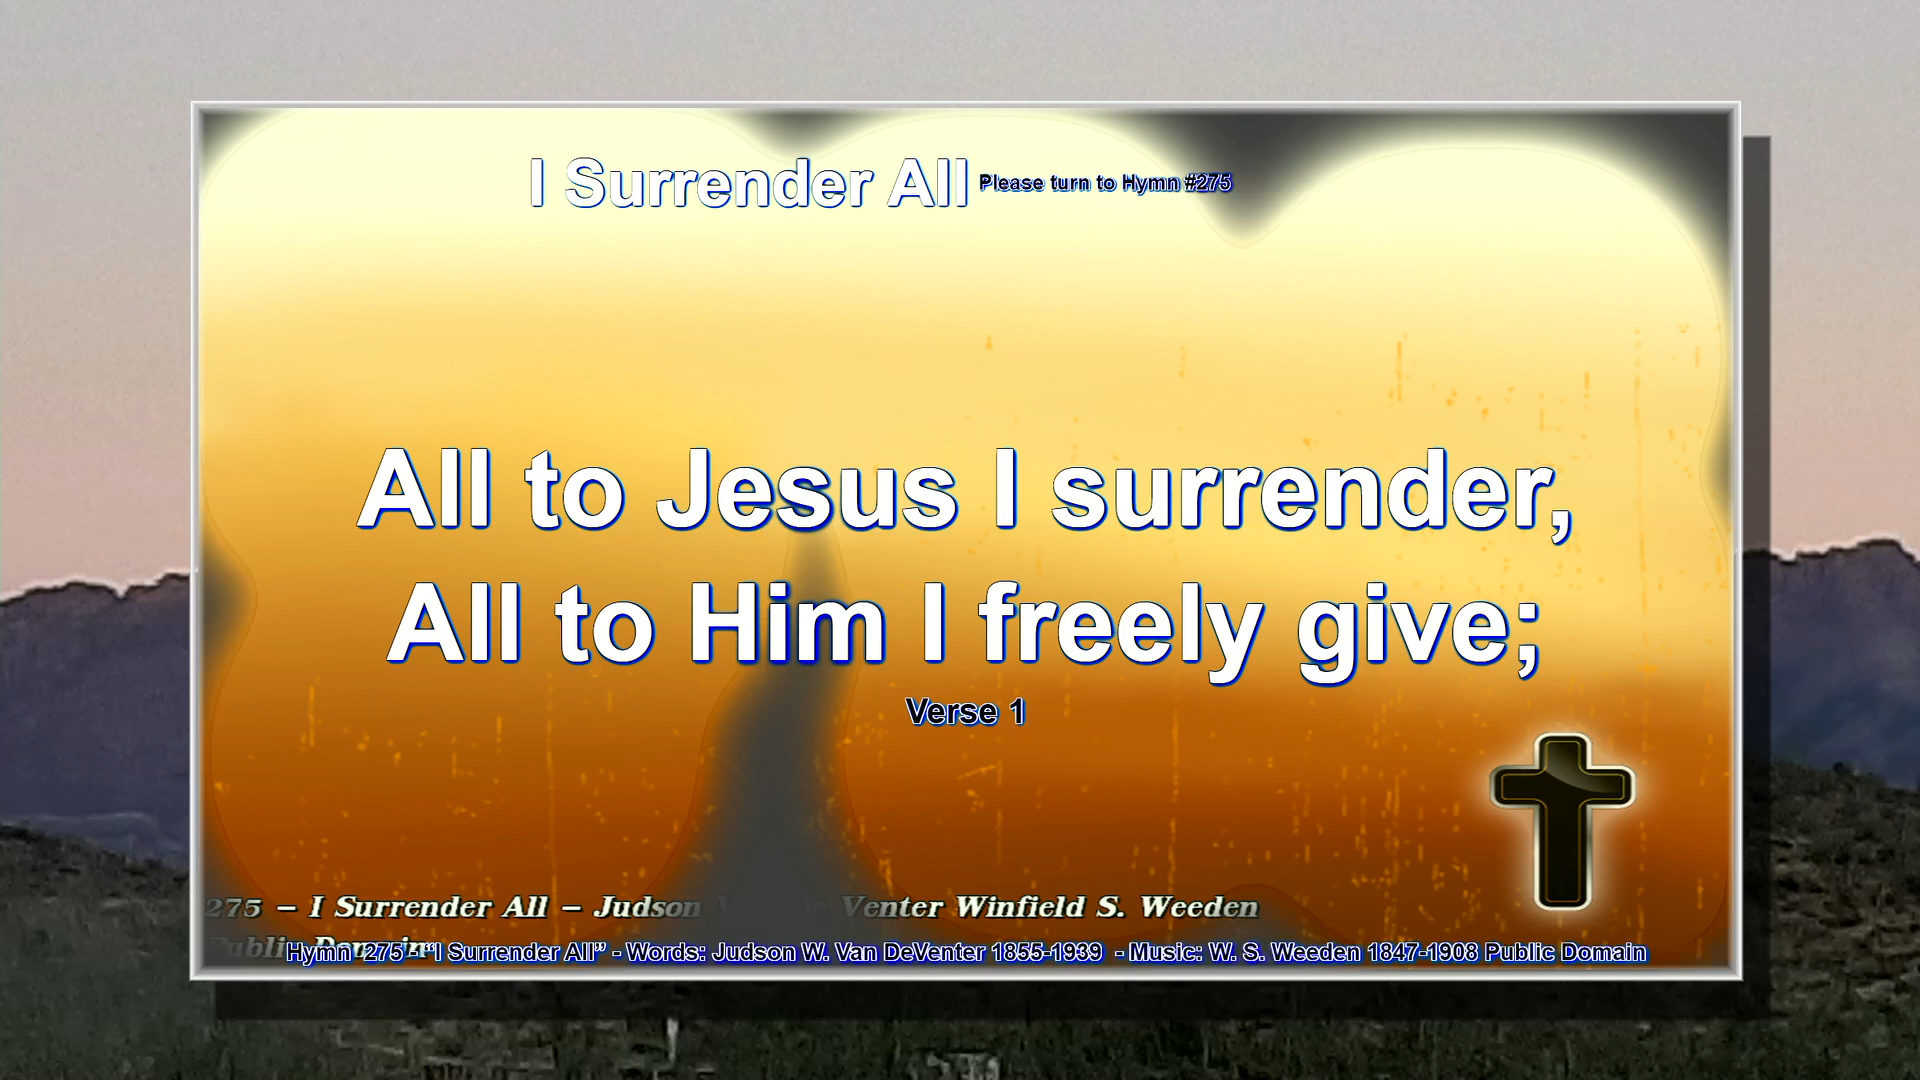 I Surrender All Please turn to Hymn #275
All to Jesus I surrender,
All to Him I freely give;
Verse 1
275 – I Surrender All – Judson Venter Winfield S. Weeden
Public Domain
Hymn 275 “I Surrender All” - Words: Judson W. Van DeVenter 1855-1939 - Music: W. S. Weeden 1847-1908 Public Domain